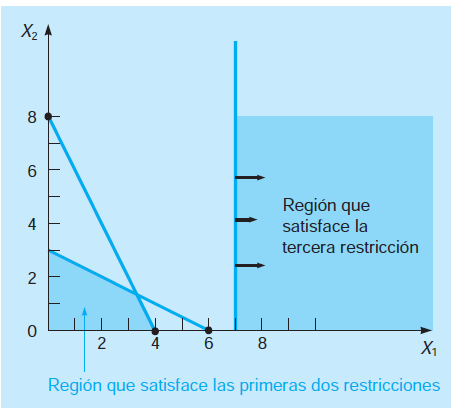 X₂
8
6
4
2
0
Región que
satisface la
tercera restricción
2
4
6
8
X₁
Región que satisface las primeras dos restricciones